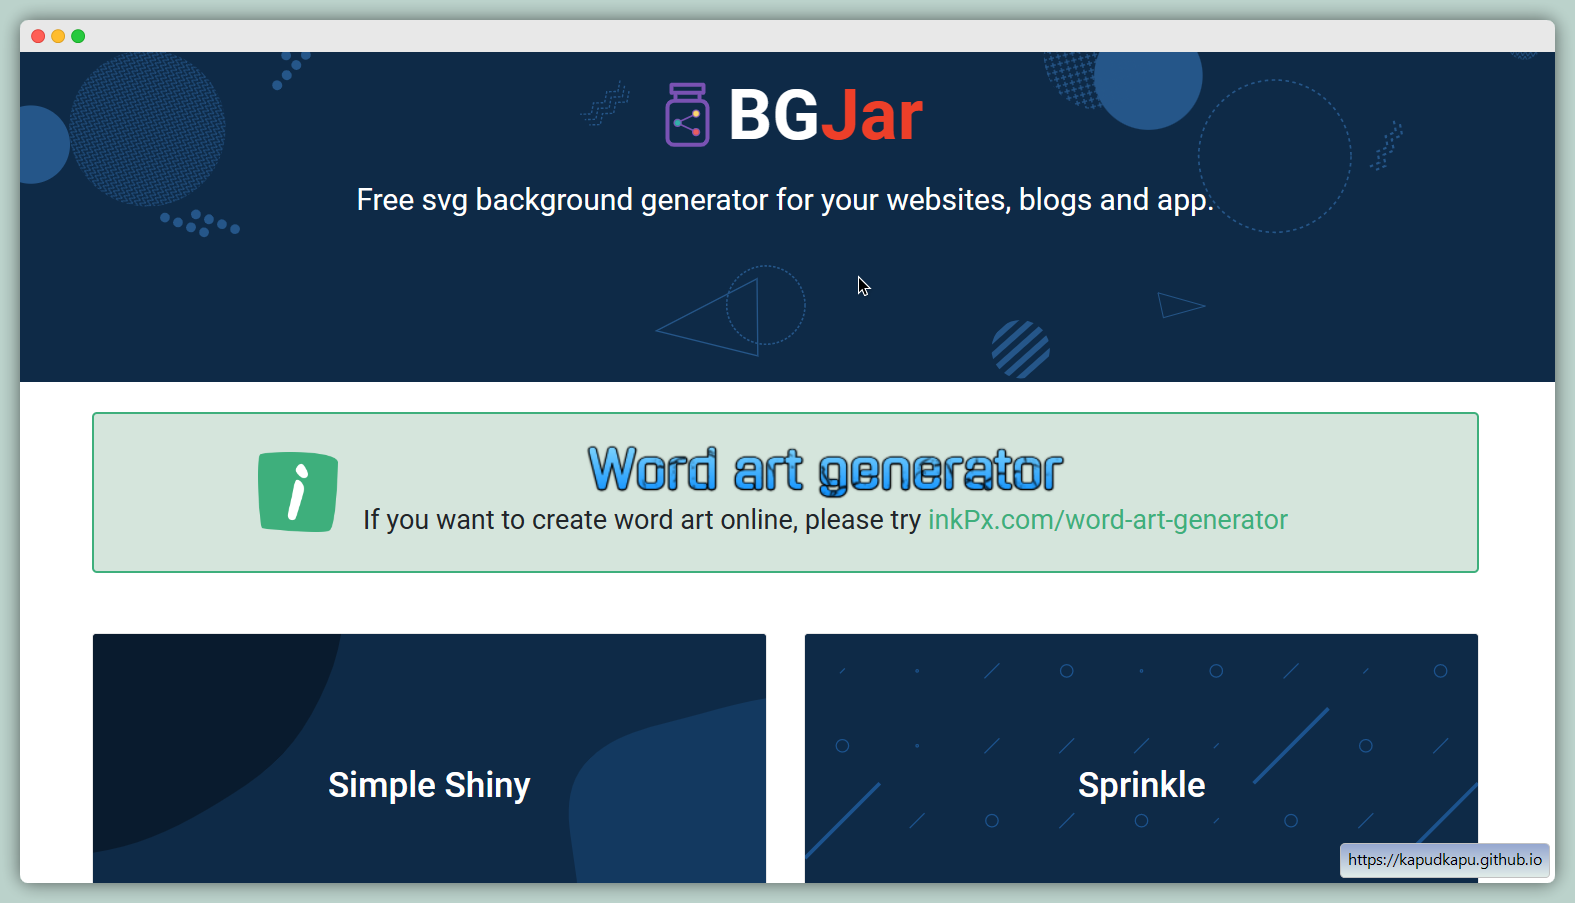 BGJar
Free svg background generator for your websites, blogs and app.
Word art generator
If you want to create word art online, please try inkPx.com/word-art-generator
Simple Shiny
Sprinkle
https://kapudkapu.github.io